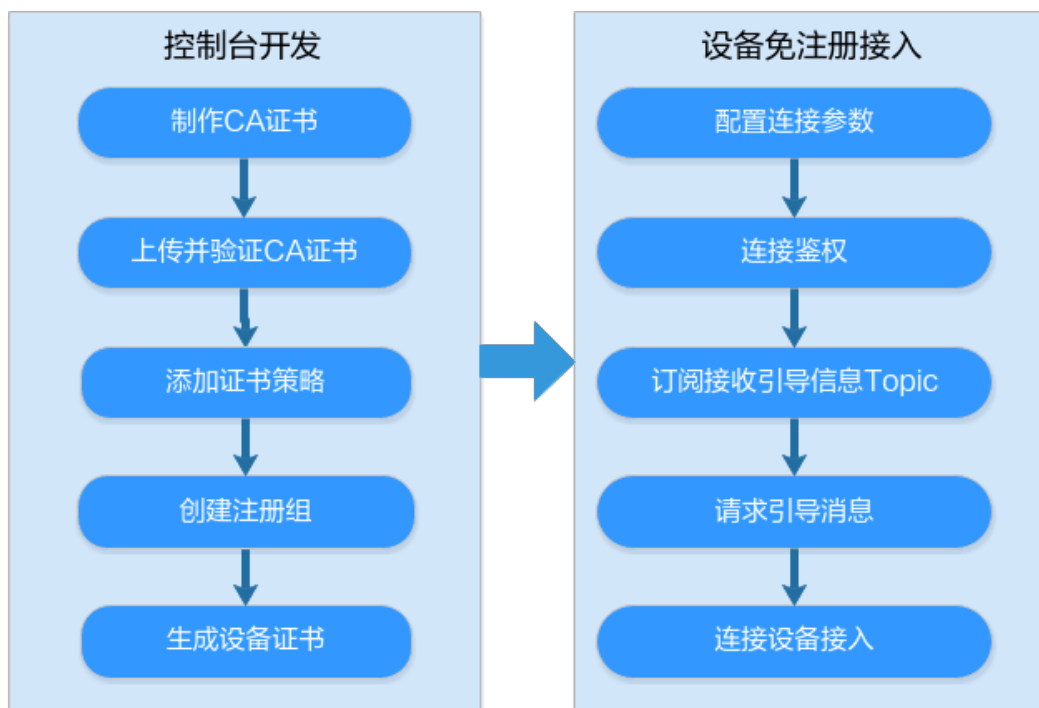 控制台开发
制作CA证书
上传并验证CA证书
添加证书策略
创建注册组
生成设备证书
设备免注册接入
配置连接参数
连接鉴权
订阅接收引导信息Topic
请求引导消息
连接设备接入